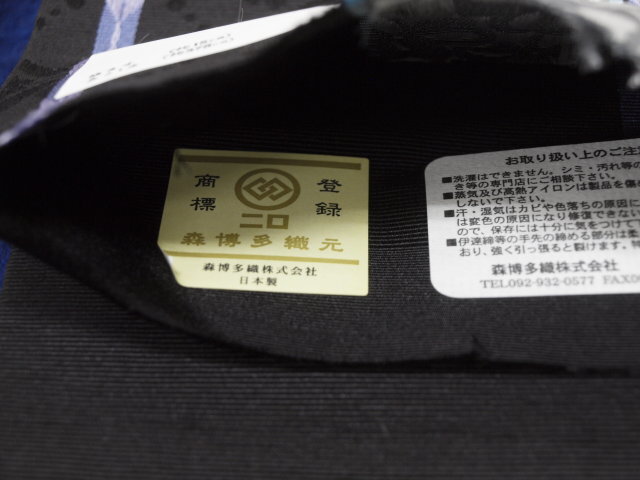 商標
登録
二口
森博多織元
森博多織株式会社
日本製
お取り扱い上のご注
■洗濯はできません。シミ・汚れ等の
き等の専門店にご相談下さい。
■蒸気及び高熱アイロンは製品を傷
しないで下さい。
■汗・湿気はカビや色落ちの原因に
は変色の原因になり修復できない
ので、保存には十分に気をつけて
■伊達締等の手先の締める部分は柔
おり、強く引っ張ると裂けます。
森博多織株式会社
TEL092-932-0577 FAX0